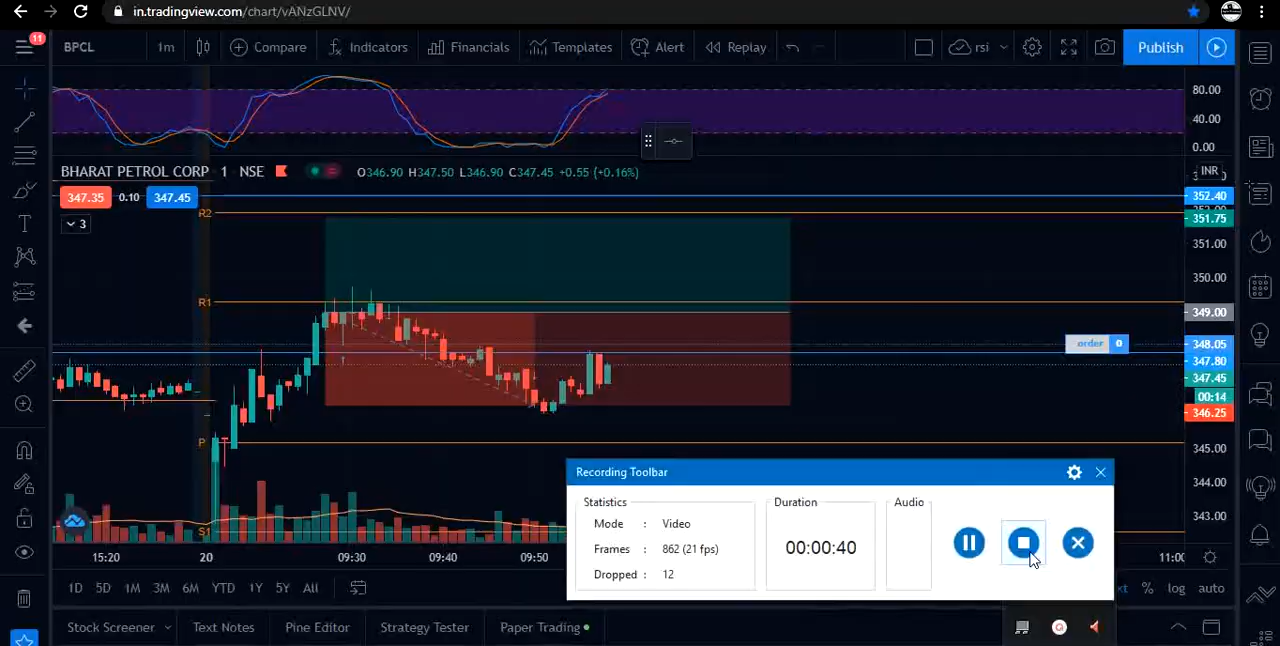 in.tradingview.com/chart/vANzGLNV/
11
BPCL 1m Compare Indicators Financials Templates Alert Replay rsi Publish
80.00
40.00
0.00
BHARAT PETROL CORP 1 NSE O346.90 H347.50 L346.90 C347.45 +0.55 (+0.16%) INR
347.35 0.10 347.45
352.40
R2
351.75
3
351.00
350.00
R1
349.00
order 0
348.05
347.80
347.45
00:14
346.25
P
345.00
344.00
343.00
S1
15:20 20 09:30 09:40 09:50 11:00
Recording Toolbar
Statistics Duration Audio
Mode : Video
Frames : 862 (21 fps)
Dropped : 12
00:00:40
1D 5D 1M 3M 6M YTD 1Y 5Y All % log auto
Stock Screener Text Notes Pine Editor Strategy Tester Paper Trading